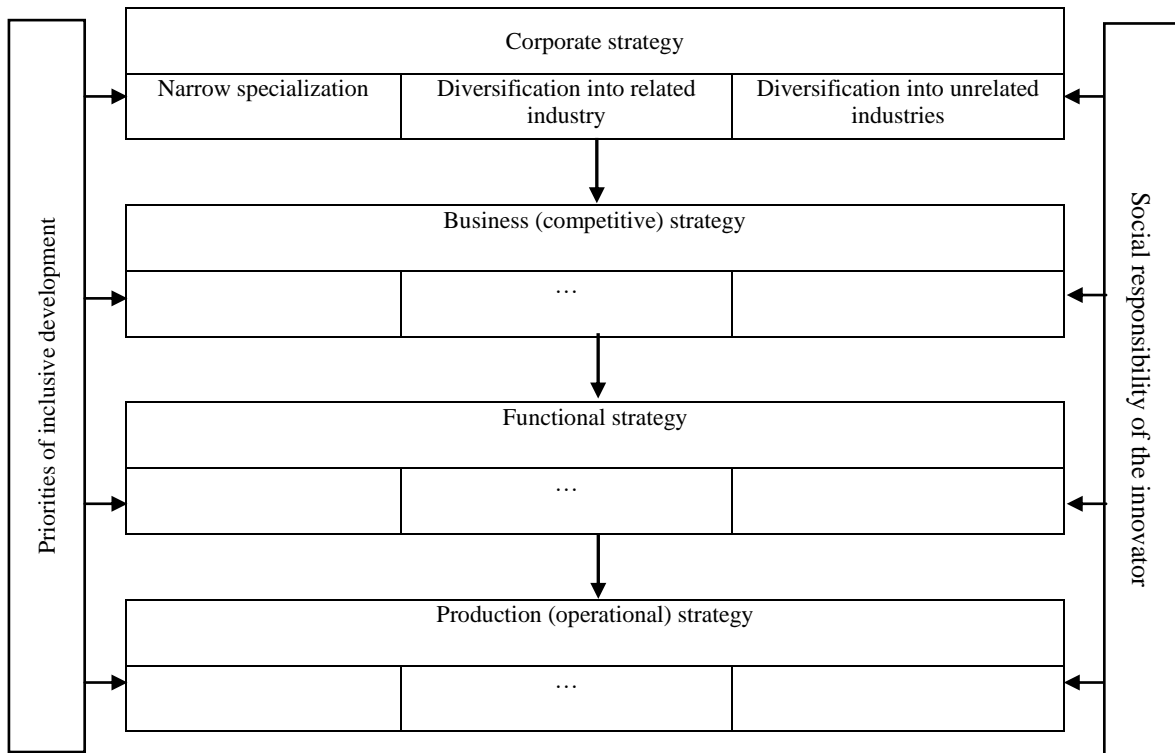 Corporate strategy
Narrow specialization
Diversification into related
industry
Diversification into unrelated
industries
Business (competitive) strategy
…
Functional strategy
…
Production (operational) strategy
…
Priorities of inclusive development
Social responsibility of the innovator